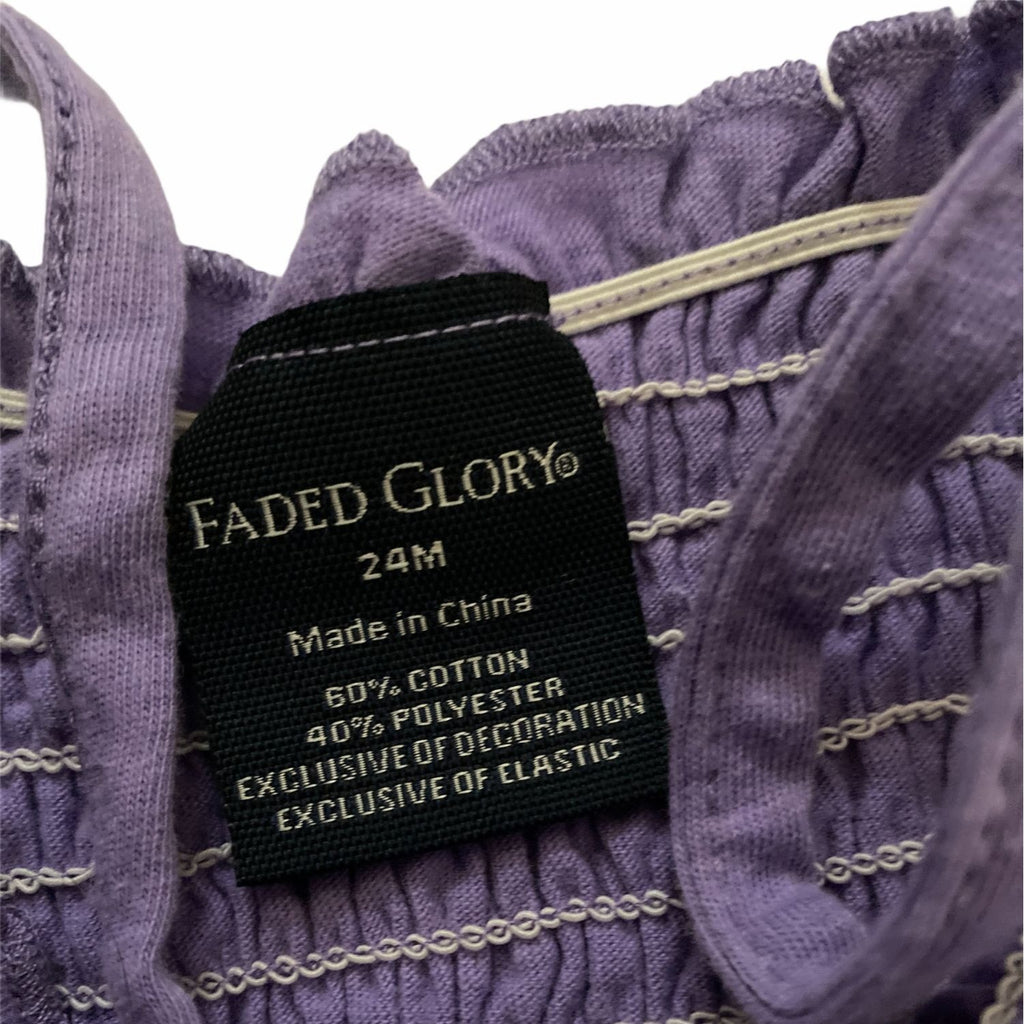 FADED GLORY®
24M
Made in China
60% COTTON
40% POLYESTER
EXCLUSIVE OF DECORATION
EXCLUSIVE OF ELASTIC